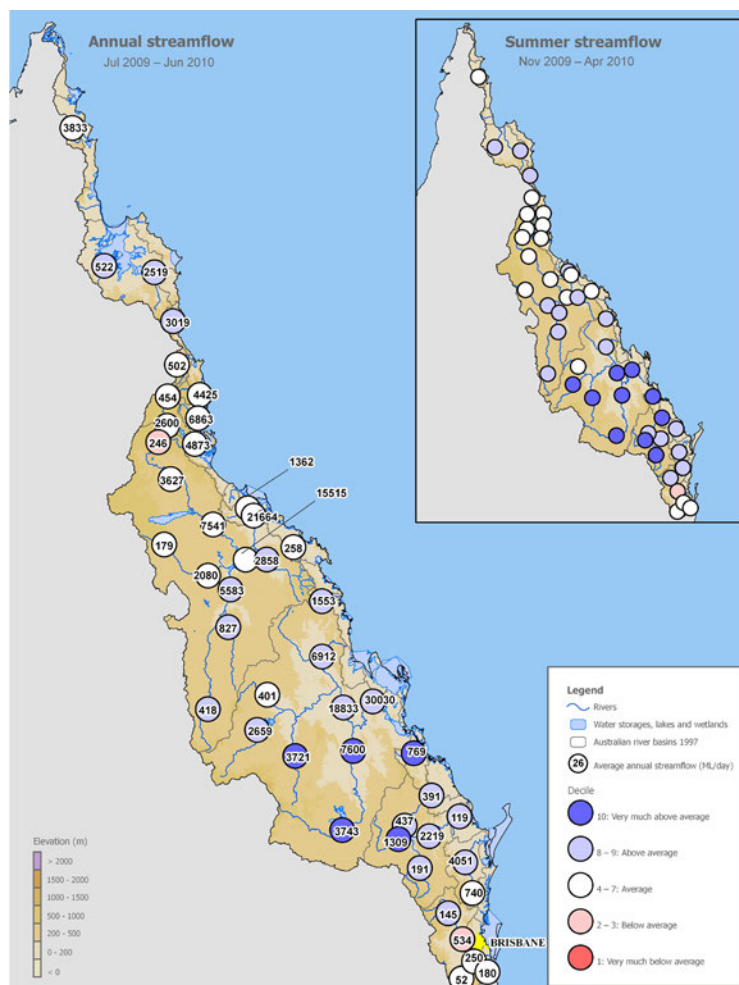 Annual streamflow
Jul 2009 – Jun 2010
Summer streamflow
Nov 2009 – Apr 2010
3833
522
2519
3019
502
454
4425
6863
2600
246
4873
3627
1362
15515
21664
7541
179
258
2858
2080
5583
1553
827
6912
401
418
18833
30030
2659
3721
7600
769
391
119
437
3743
1309
2219
4051
191
740
145
534
BRISBANE
250
180
52
Elevation (m)
> 2000
1500 - 2000
1000 - 1500
500 - 1000
200 - 500
0 - 200
< 0
Legend
Rivers
Water storages, lakes and wetlands
Australian river basins 1997
26
Average annual streamflow (ML/day)
Decile
10: Very much above average
8 – 9: Above average
4 – 7: Average
2 – 3: Below average
1: Very much below average